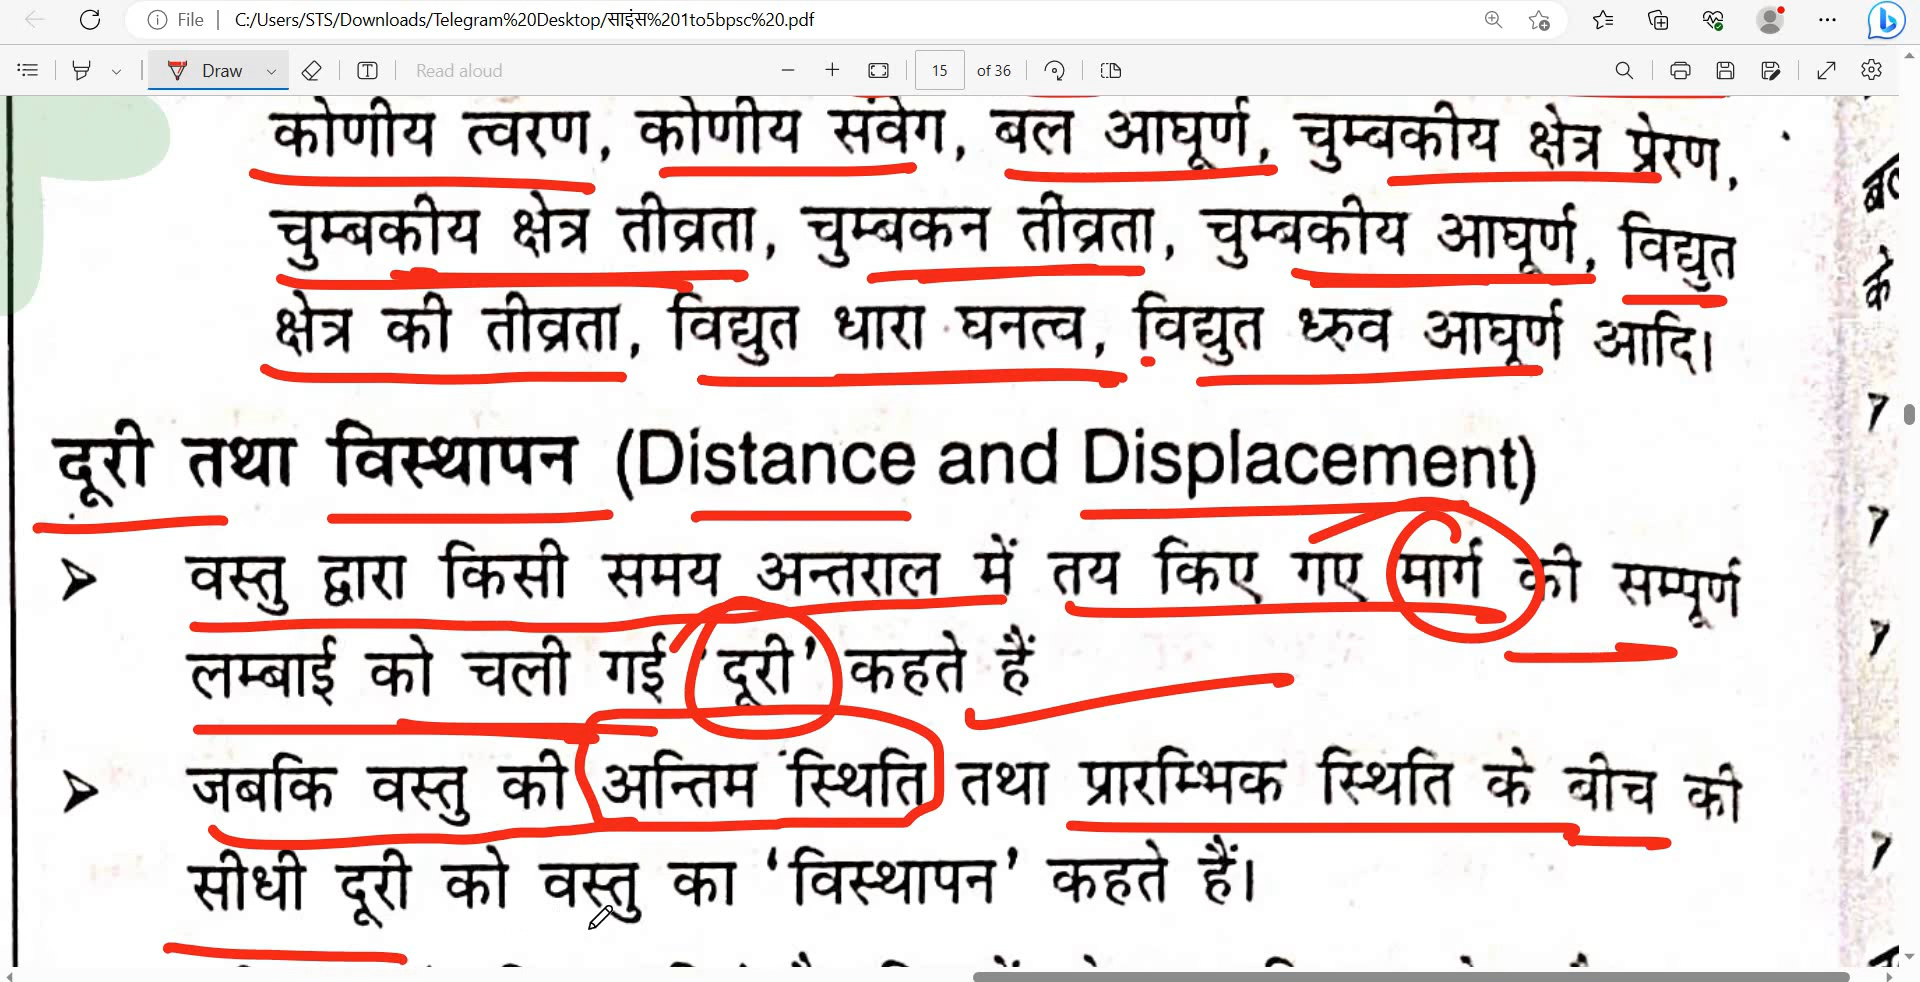 File C:/Users/STS/Downloads/Telegram%20Desktop/साइंस%201to5bpsc%20.pdf
Draw Read aloud 15 of 36
कोणीय त्वरण, कोणीय संवेग, बल आघूर्ण, चुम्बकीय क्षेत्र प्रेरण,
चुम्बकीय क्षेत्र तीव्रता, चुम्बकन तीव्रता, चुम्बकीय आघूर्ण, विद्युत
क्षेत्र की तीव्रता, विद्युत धारा घनत्व, विद्युत ध्रुव आघूर्ण आदि।
दूरी तथा विस्थापन (Distance and Displacement)
वस्तु द्वारा किसी समय अन्तराल में तय किए गए मार्ग की सम्पूर्ण
लम्बाई को चली गई 'दूरी' कहते हैं
जबकि वस्तु की अन्तिम स्थिति तथा प्रारम्भिक स्थिति के बीच की
सीधी दूरी को वस्तु का 'विस्थापन' कहते हैं।
के